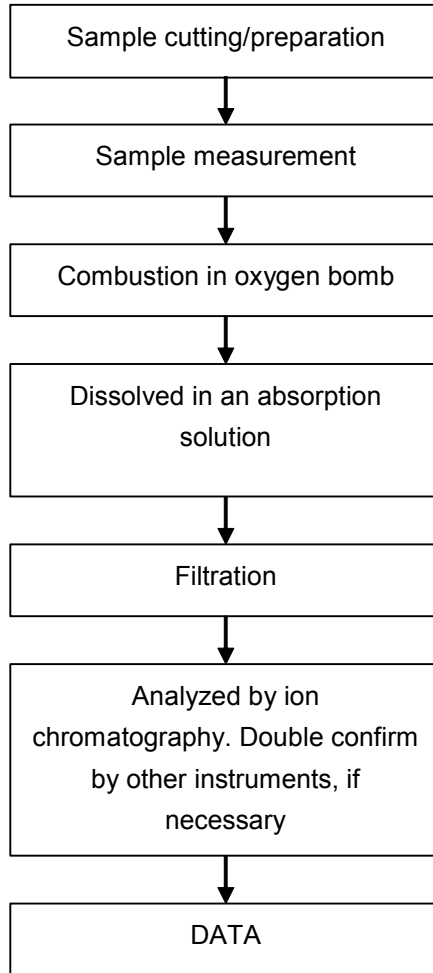 Sample cutting/preparation
Sample measurement
Combustion in oxygen bomb
Dissolved in an absorption
solution
Filtration
Analyzed by ion
chromatography. Double confirm
by other instruments, if
necessary
DATA